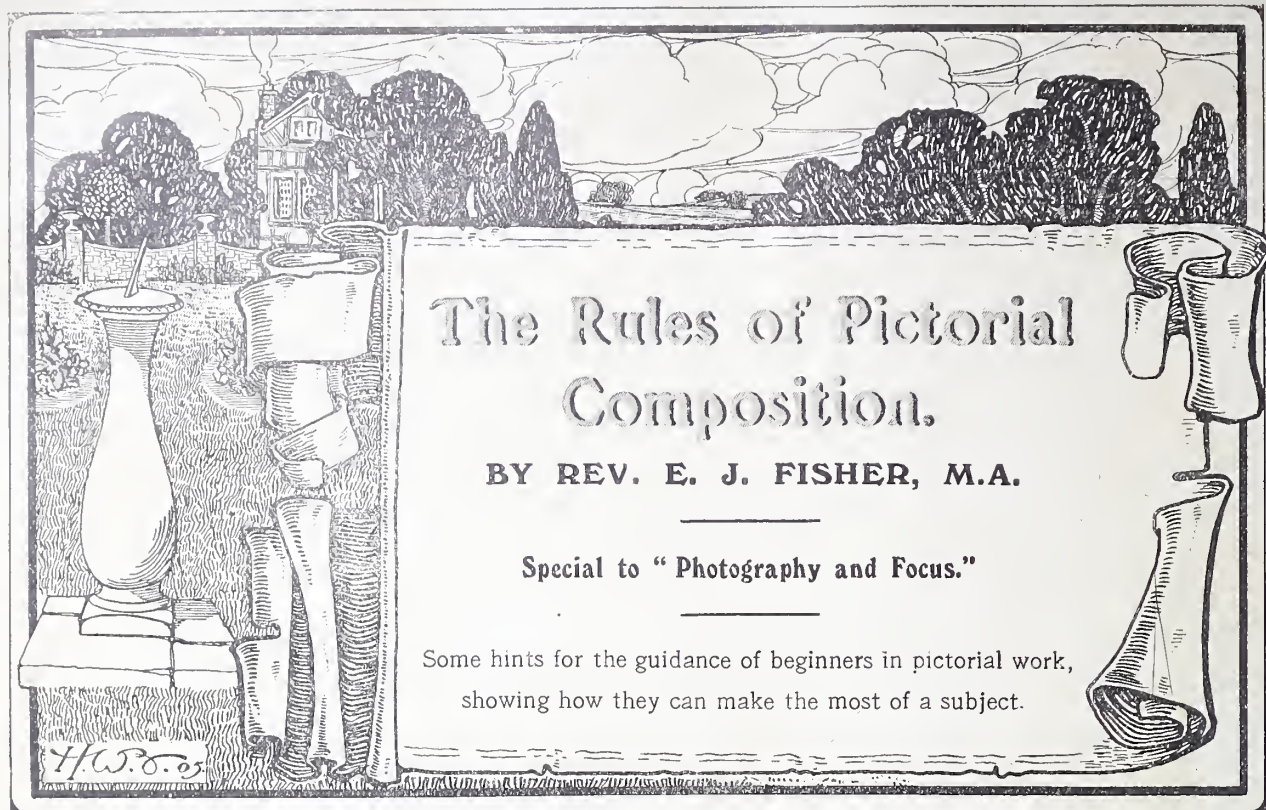 The Rules of Pictorial
Composition.
BY REV. E. J. FISHER, M.A.
Special to “Photography and Focus.”
Some hints for the guidance of beginners in pictorial work,
showing how they can make the most of a subject.